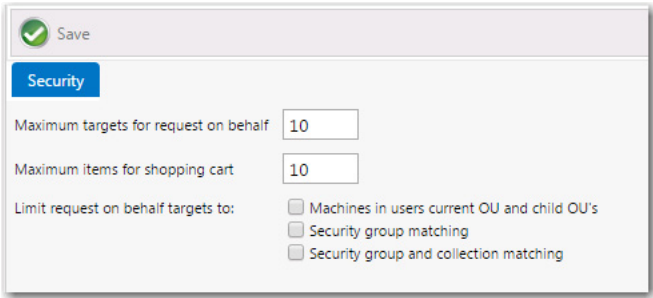 Save
Security
Maximum targets for request on behalf 10
Maximum items for shopping cart 10
Limit request on behalf targets to: Machines in users current OU and child OU's
Security group matching
Security group and collection matching